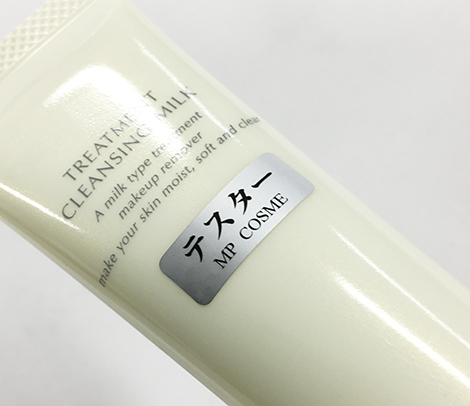 TREATMENT
CLEANSING MILK
A milk type treatment
makeup remover
make your skin moist, soft and clear
テスター
MP COSME